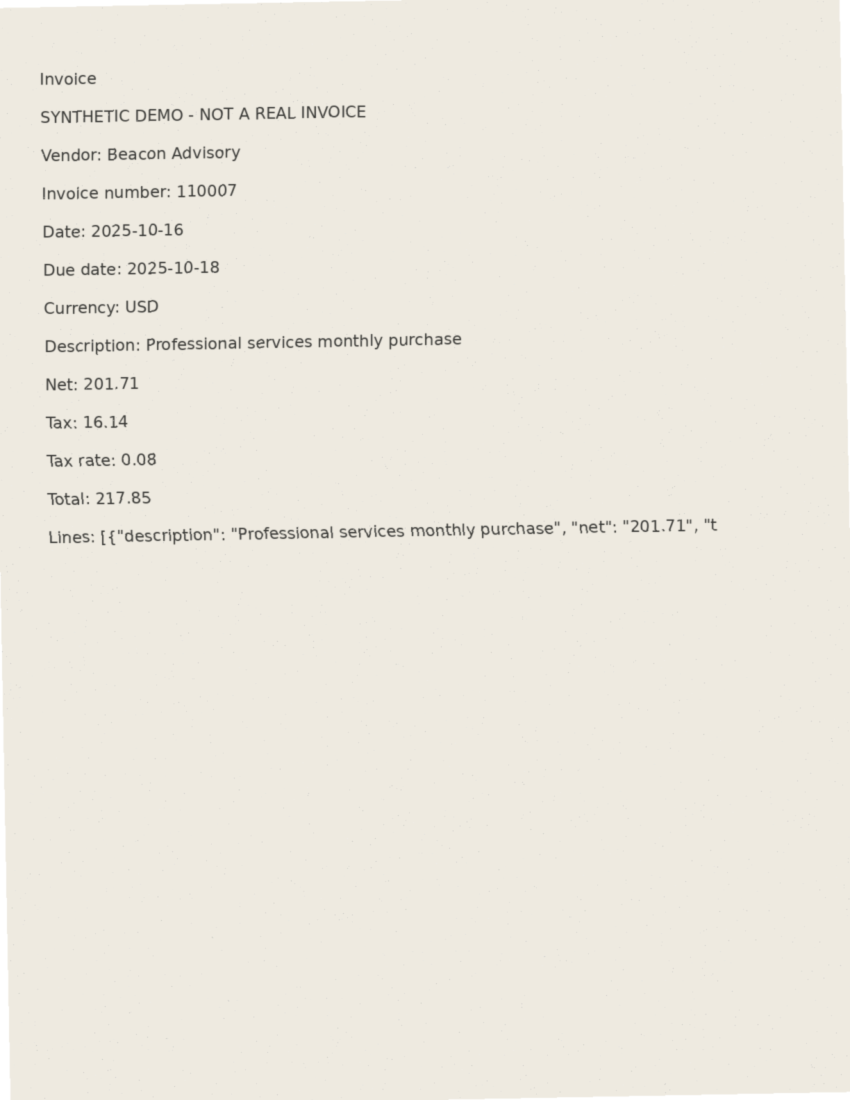 Invoice
SYNTHETIC DEMO - NOT A REAL INVOICE
Vendor: Beacon Advisory
Invoice number: 110007
Date: 2025-10-16
Due date: 2025-10-18
Currency: USD
Description: Professional services monthly purchase
Net: 201.71
Tax: 16.14
Tax rate: 0.08
Total: 217.85
Lines: [{"description": "Professional services monthly purchase", "net": "201.71", "t